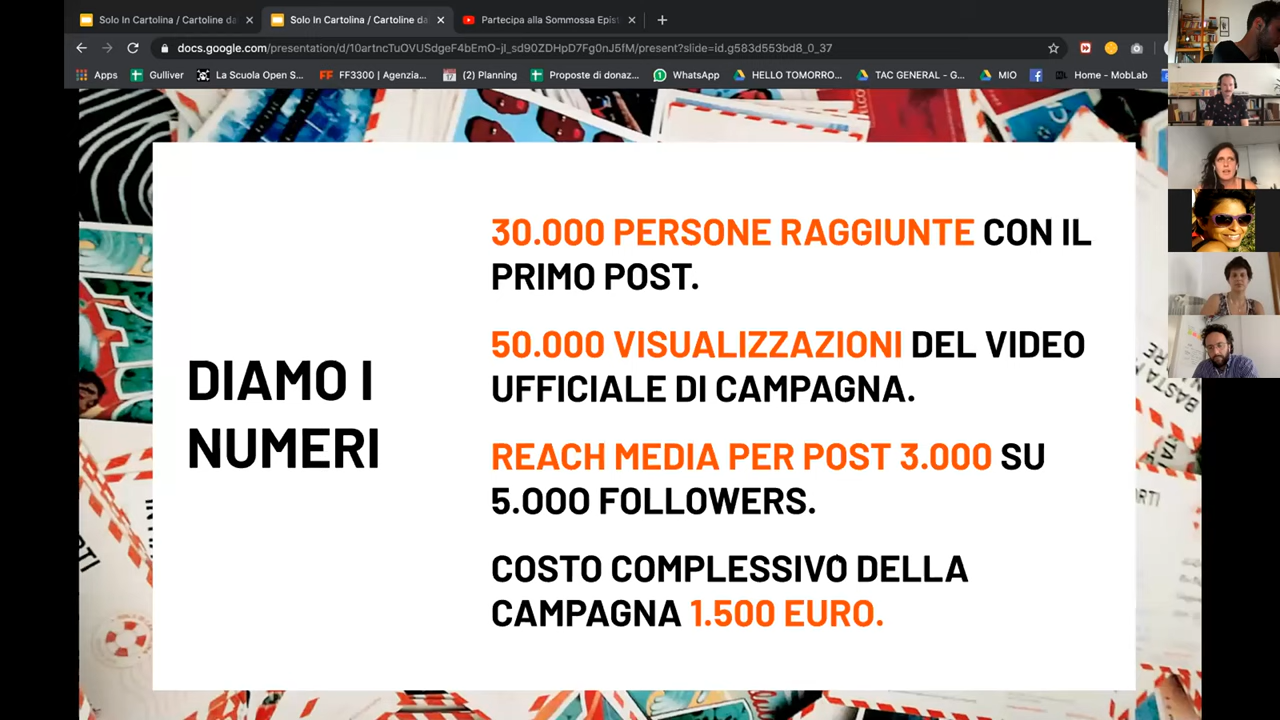 Solo In Cartolina / Cartoline da
Solo In Cartolina / Cartoline da
Partecipa alla Sommossa Epist
docs.google.com/presentation/d/10artncTuOVUSdgeF4bEmO-jl_sd90ZDHpD7Fg0nJ5fM/present?slide=id.g583d553bd8_0_37
Apps
Gulliver
La Scuola Open S...
FF3300 | Agenzia...
(2) Planning
Proposte di donaz...
WhatsApp
HELLO TOMORRO...
TAC GENERAL - G...
MIO
Home - MobLab
DIAMO I
NUMERI
30.000 PERSONE RAGGIUNTE CON IL
PRIMO POST.
50.000 VISUALIZZAZIONI DEL VIDEO
UFFICIALE DI CAMPAGNA.
REACH MEDIA PER POST 3.000 SU
5.000 FOLLOWERS.
COSTO COMPLESSIVO DELLA
CAMPAGNA 1.500 EURO.
BASTA